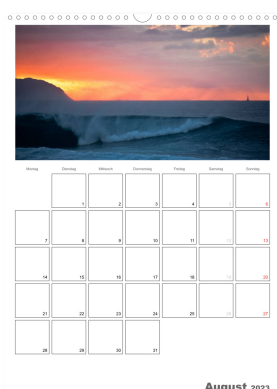 Montag Dienstag Mittwoch Donnerstag Freitag Samstag Sonntag
1 2 3 4 5 6
7 8 9 10 11 12 13
14 15 16 17 18 19 20
21 22 23 24 25 26 27
28 29 30 31
August 2023